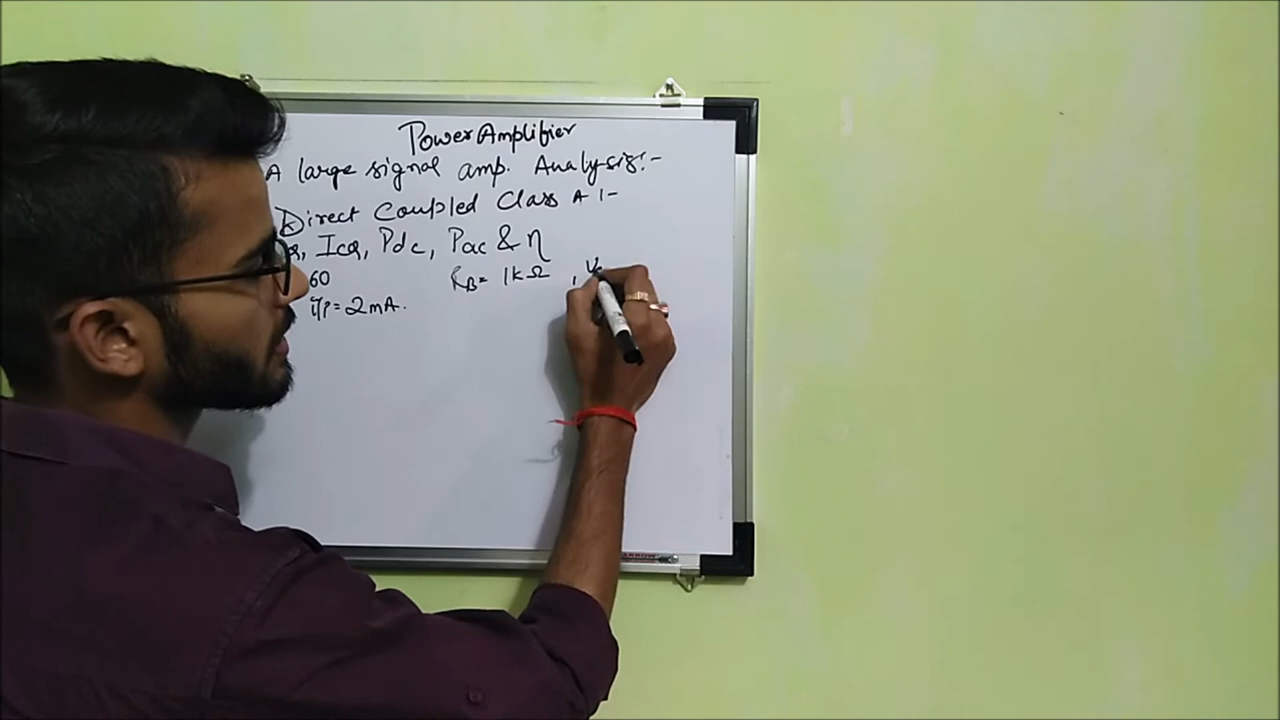 Power Amplifier
A large signal amp. Analysis:-
Direct Coupled Class A :-
Q, ICQ, Pdc, Pac & η
60 RB = 1kΩ , V
i/p = 2mA.